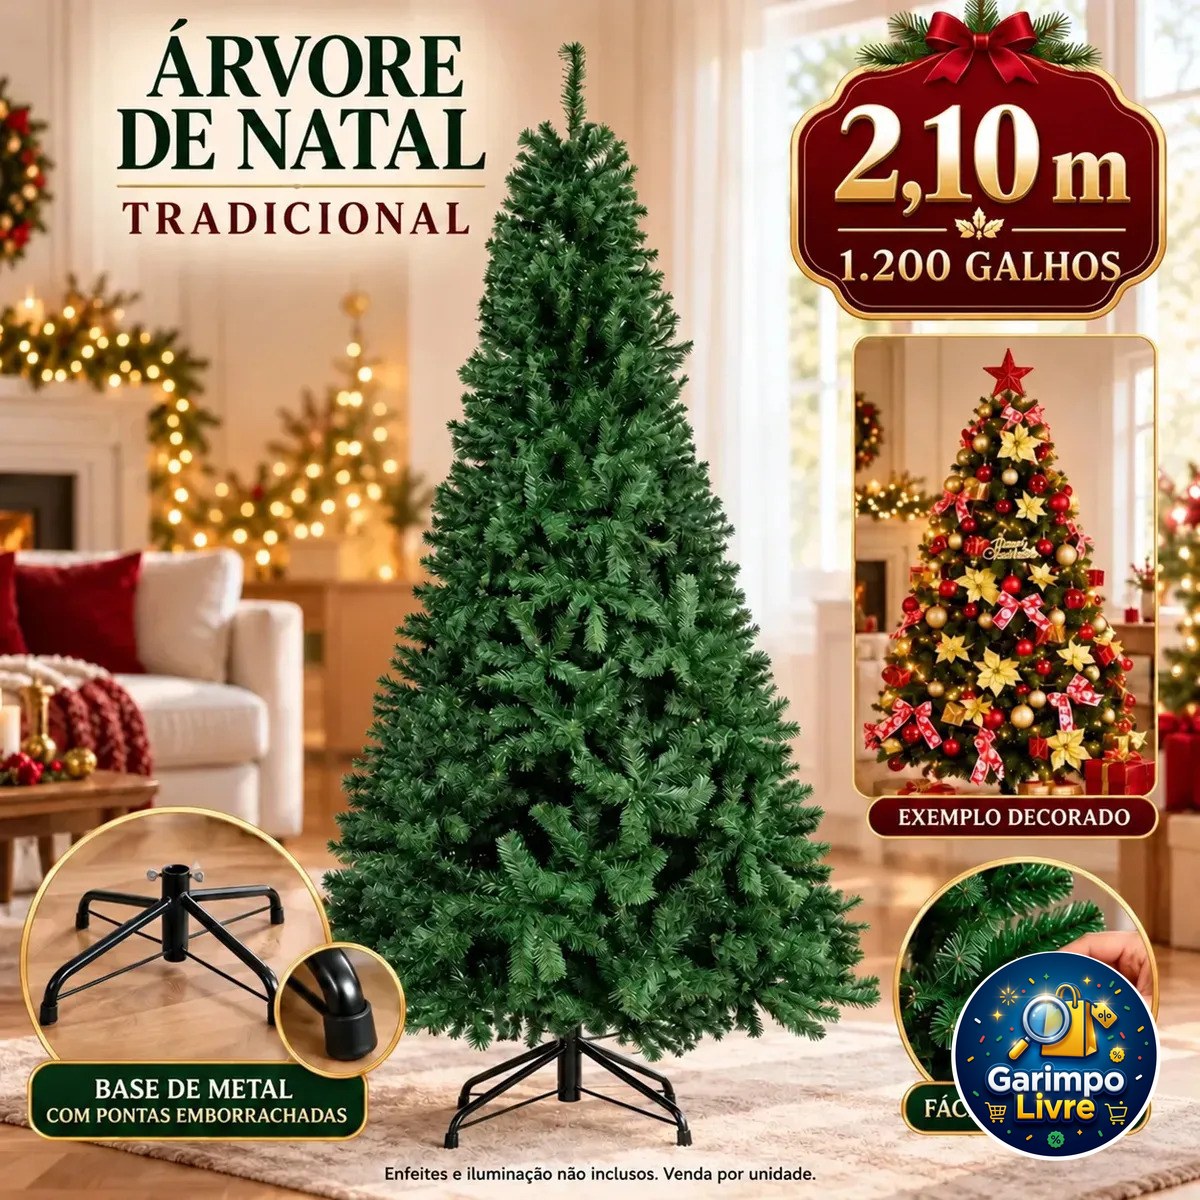 ÁRVORE
DE NATAL
TRADICIONAL
2,10 m
1.200 GALHOS
EXEMPLO DECORADO
BASE DE METAL
COM PONTAS EMBORRACHADAS
%
%
%
Garimpo
Livre
Enfeites e iluminação não inclusos. Venda por unidade.